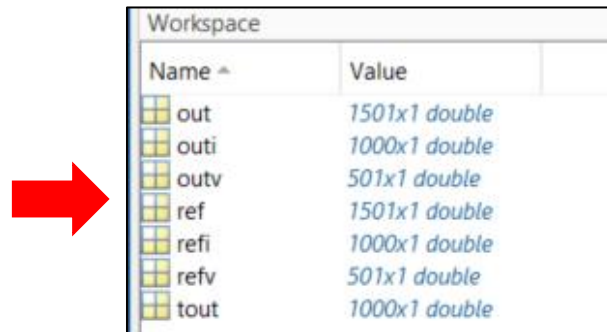 Workspace
Name Value
out 1501x1 double
outi 1000x1 double
outv 501x1 double
ref 1501x1 double
refi 1000x1 double
refv 501x1 double
tout 1000x1 double